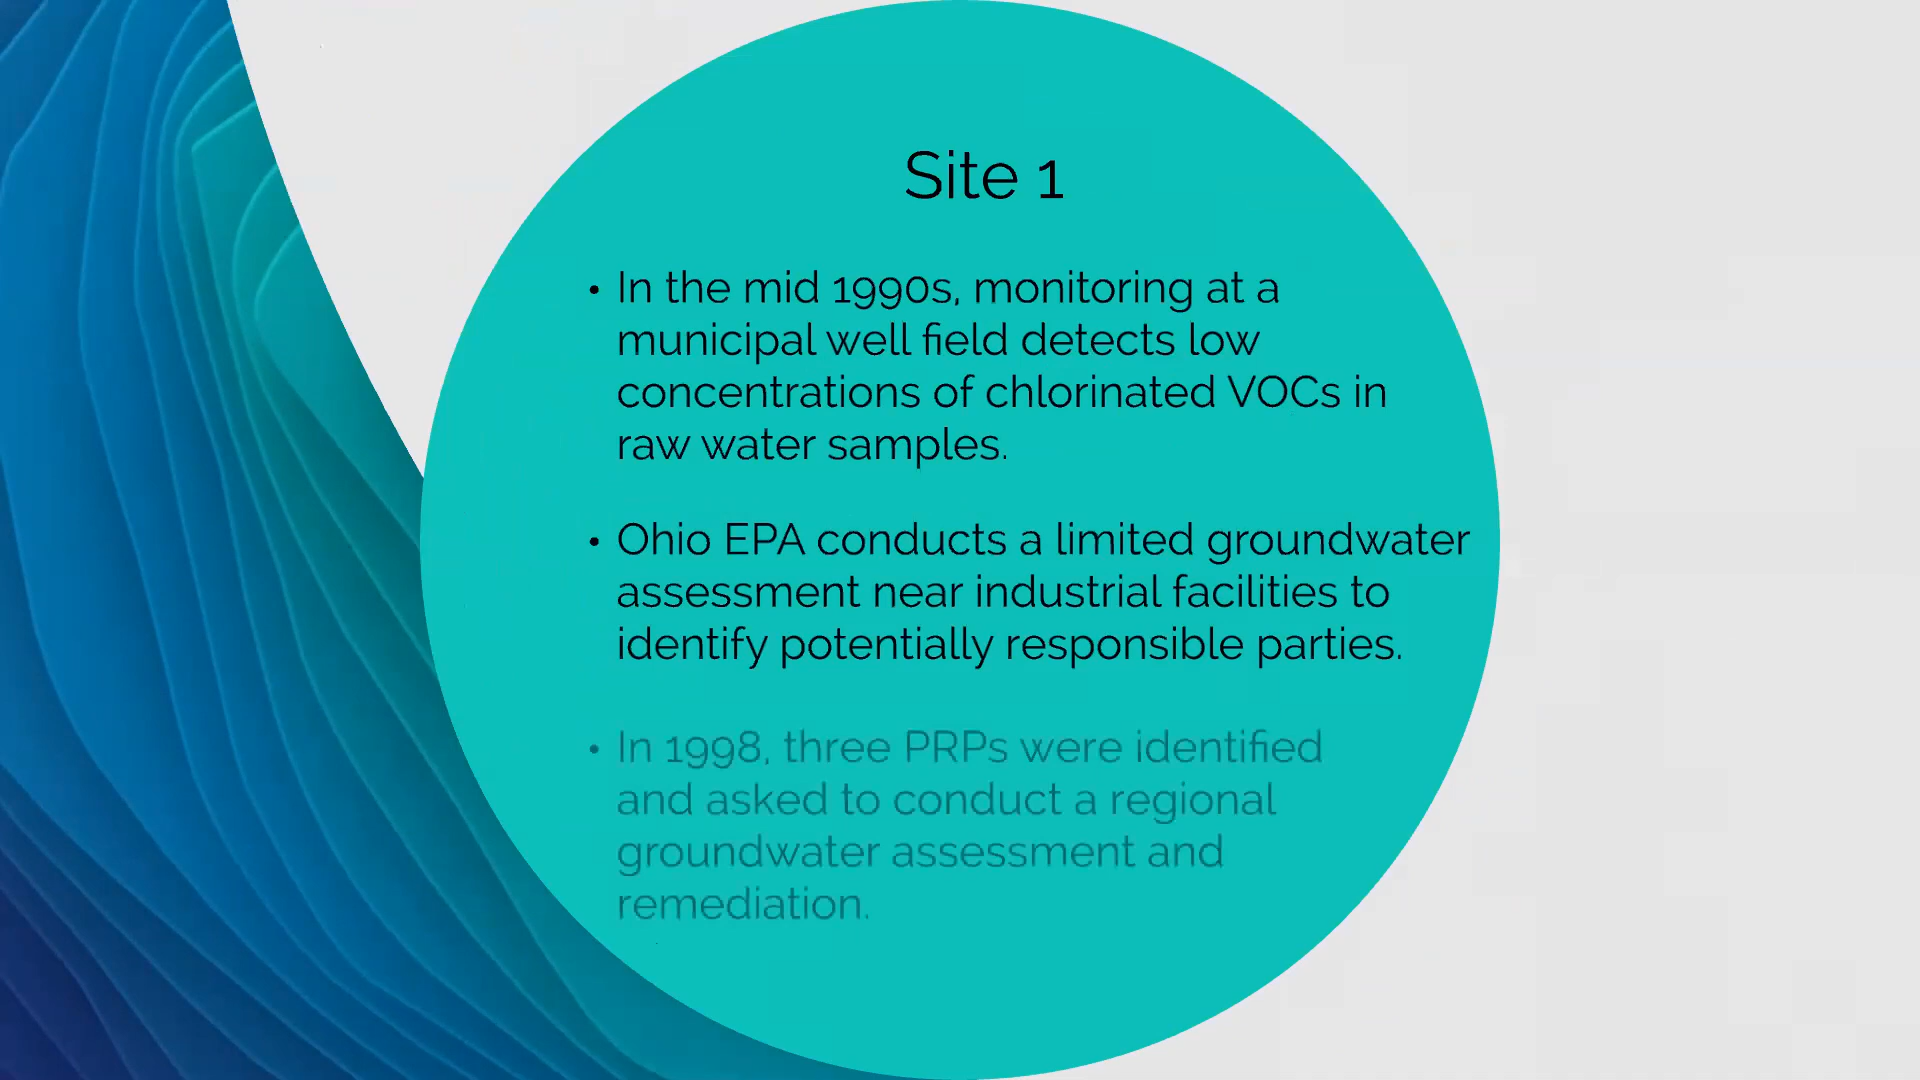 Site 1
• In the mid 1990s, monitoring at a
municipal well field detects low
concentrations of chlorinated VOCs in
raw water samples.
• Ohio EPA conducts a limited groundwater
assessment near industrial facilities to
identify potentially responsible parties.
• In 1998, three PRPs were identified
and asked to conduct a regional
groundwater assessment and
remediation.